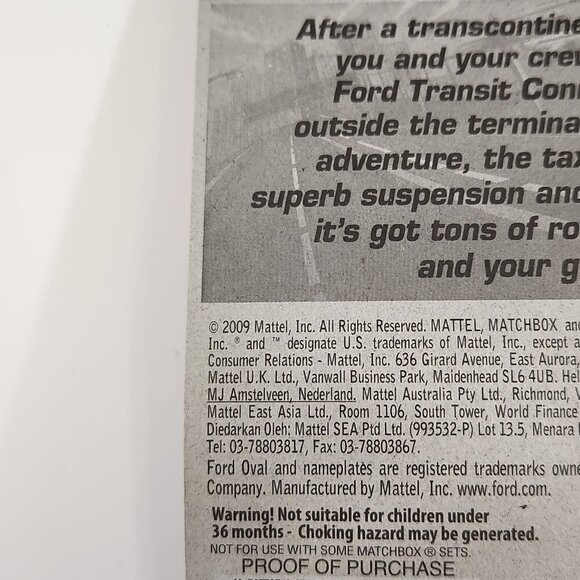 After a transcontine
you and your crew
Ford Transit Conn
outside the termina
adventure, the tax
superb suspension and
it's got tons of ro
and your g
© 2009 Mattel, Inc. All Rights Reserved. MATTEL, MATCHBOX and
Inc. ® and ™ designate U.S. trademarks of Mattel, Inc., except a
Consumer Relations - Mattel, Inc. 636 Girard Avenue, East Aurora,
Mattel U.K. Ltd., Vanwall Business Park, Maidenhead SL6 4UB. Hel
MJ Amstelveen, Nederland. Mattel Australia Pty Ltd., Richmond, V
Mattel East Asia Ltd., Room 1106, South Tower, World Finance
Diedarkan Oleh: Mattel SEA Ptd Ltd. (993532-P) Lot 13.5, Menara
Tel: 03-78803817, Fax: 03-78803867.
Ford Oval and nameplates are registered trademarks owne
Company. Manufactured by Mattel, Inc. www.ford.com.
Warning! Not suitable for children under
36 months - Choking hazard may be generated.
NOT FOR USE WITH SOME MATCHBOX ® SETS.
PROOF OF PURCHASE